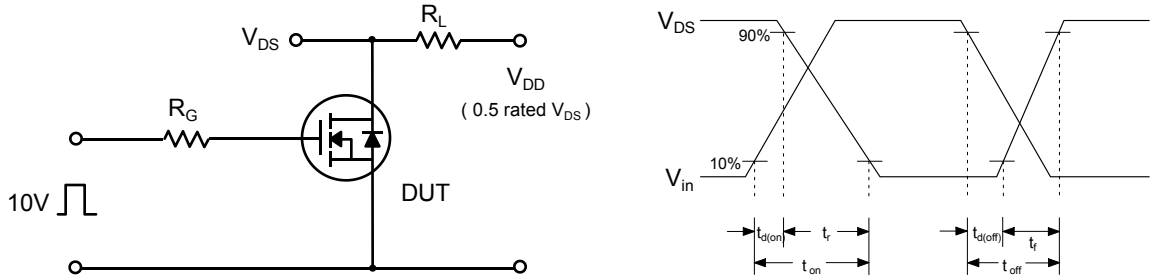 R_L
V_DS
V_DD
( 0.5 rated V_DS )
R_G
10V
DUT
V_DS
90%
10%
V_in
t_d(on)
t_r
t_on
t_d(off)
t_f
t_off